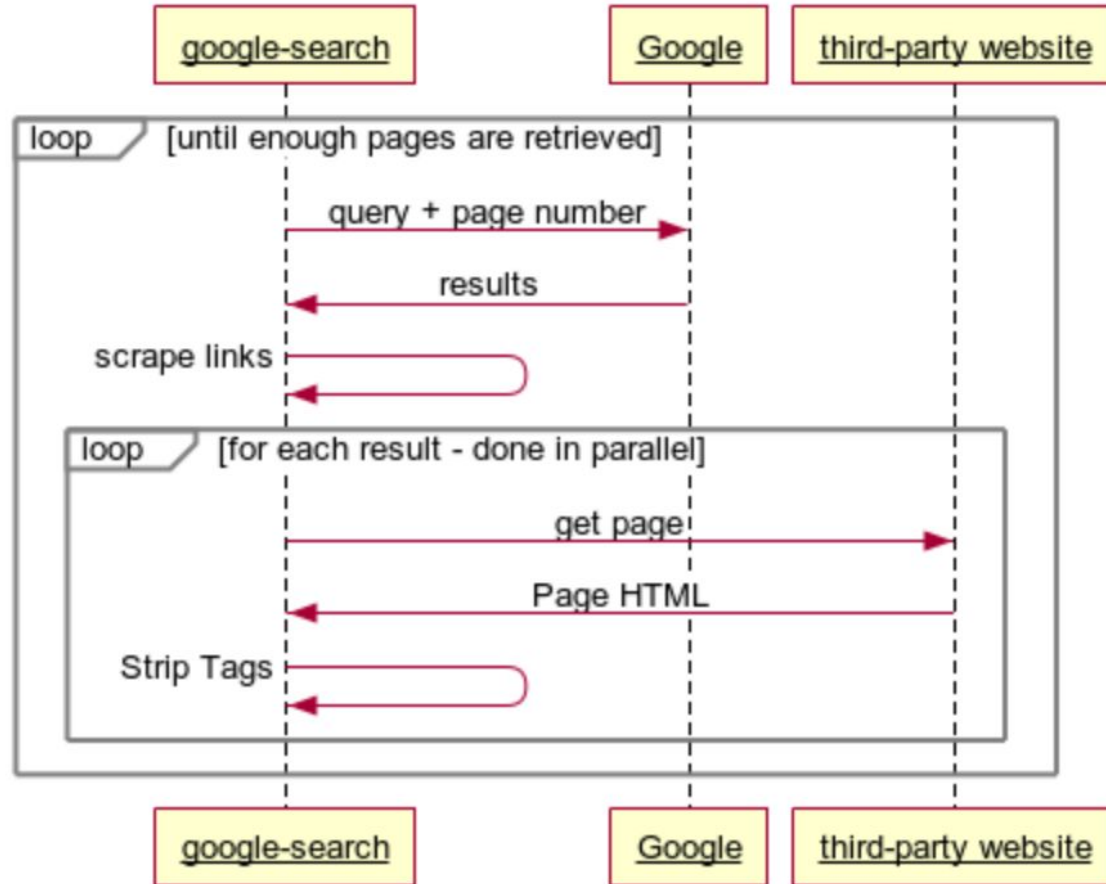 google-search Google third-party website
loop [until enough pages are retrieved]
query + page number
results
scrape links
loop [for each result - done in parallel]
get page
Page HTML
Strip Tags
google-search Google third-party website